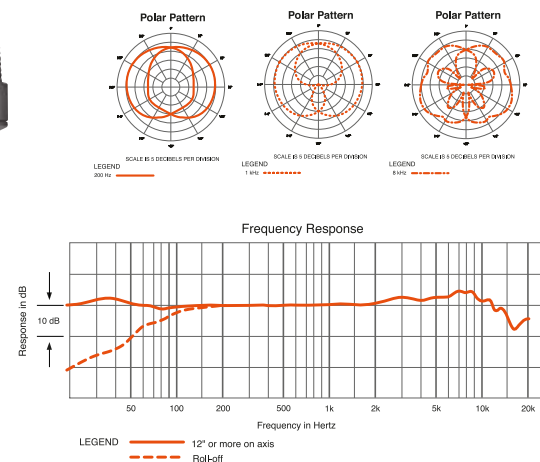 Polar Pattern
SCALE IS 5 DECIBELS PER DIVISION
LEGEND
200 Hz
Polar Pattern
SCALE IS 5 DECIBELS PER DIVISION
LEGEND
1 kHz
Polar Pattern
SCALE IS 5 DECIBELS PER DIVISION
LEGEND
8 kHz
Frequency Response
Response in dB
10 dB
50 100 200 500 1k 2k 5k 10k 20k
Frequency in Hertz
LEGEND 12" or more on axis
Roll-off